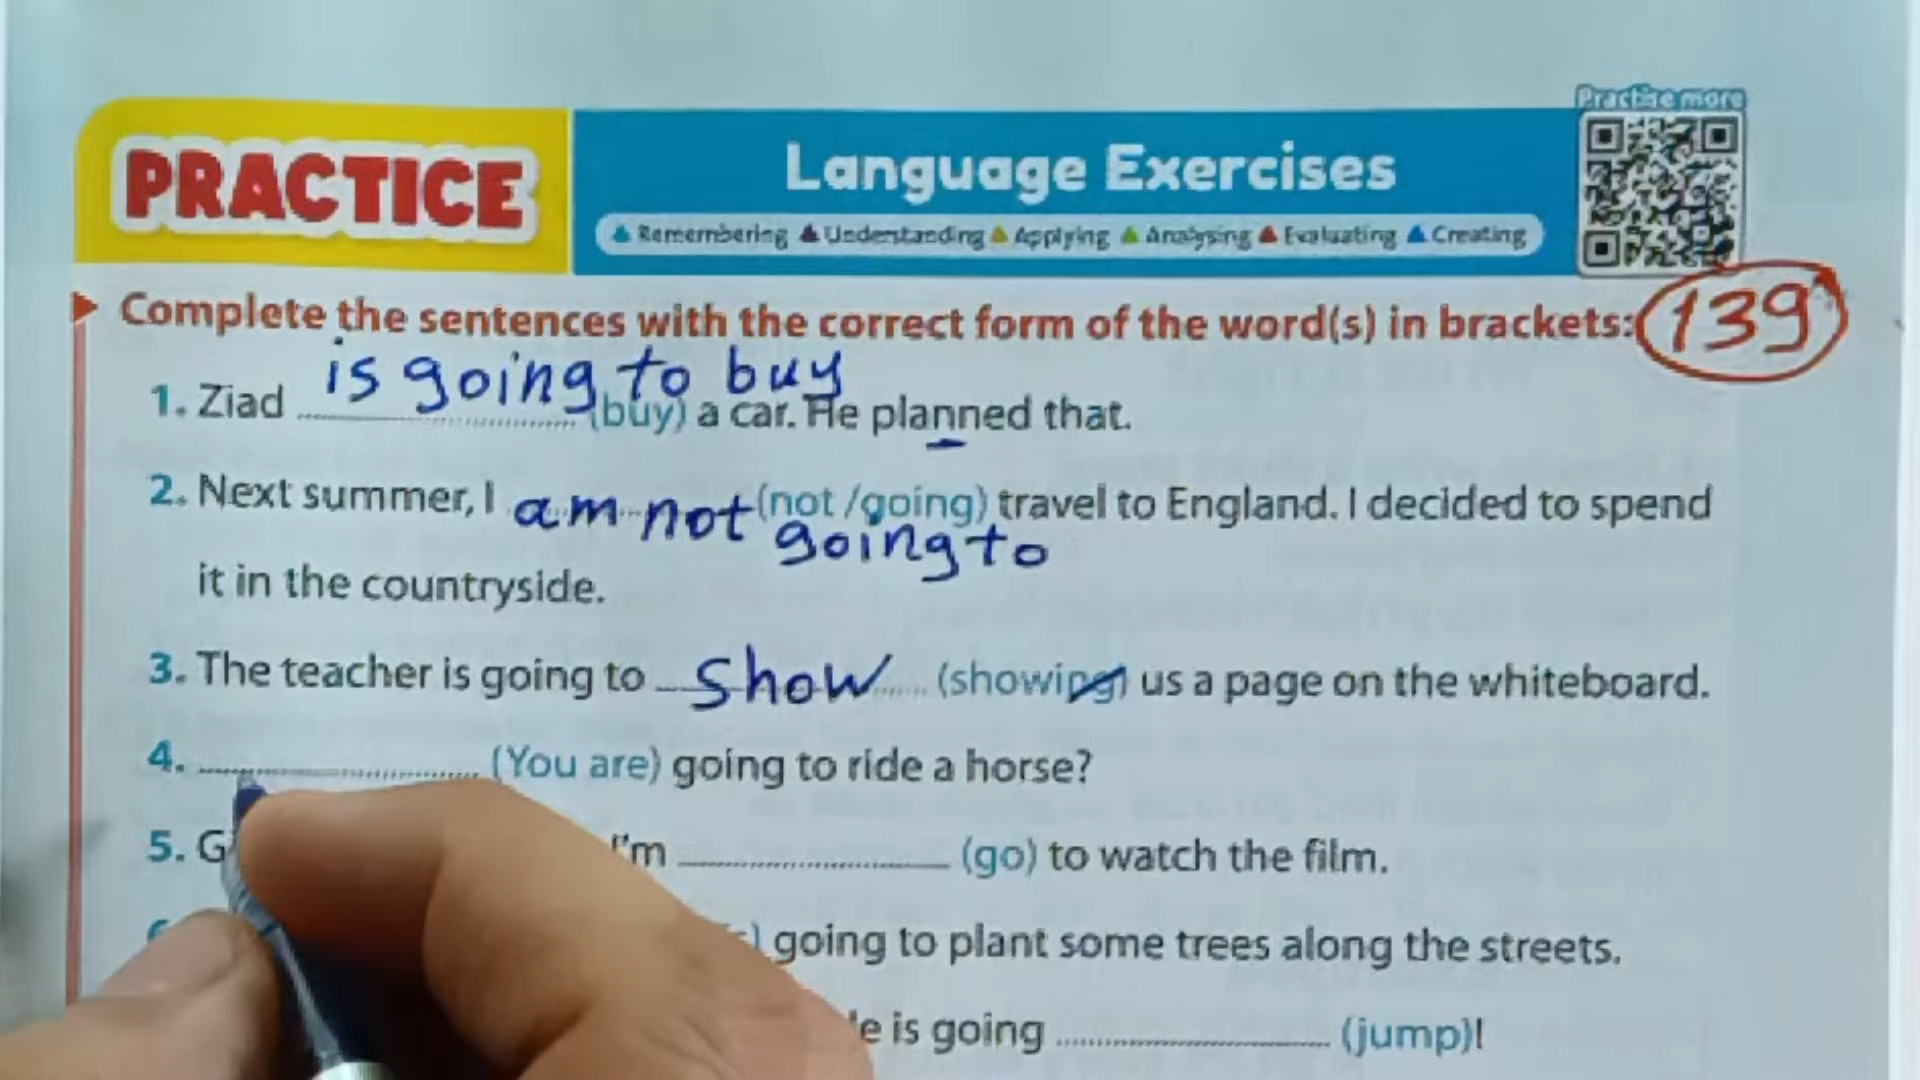 Practise more
PRACTICE
Language Exercises
Remembering Understanding Applying Analysing Evaluating Creating
Complete the sentences with the correct form of the word(s) in brackets: 139
is going to buy
1. Ziad .......... (buy) a car. He planned that.
2. Next summer, I am not (not /going) travel to England. I decided to spend
going to
it in the countryside.
3. The teacher is going to show (showing) us a page on the whiteboard.
4. .......... (You are) going to ride a horse?
5. I'm .......... (go) to watch the film.
going to plant some trees along the streets.
is going .......... (jump)!